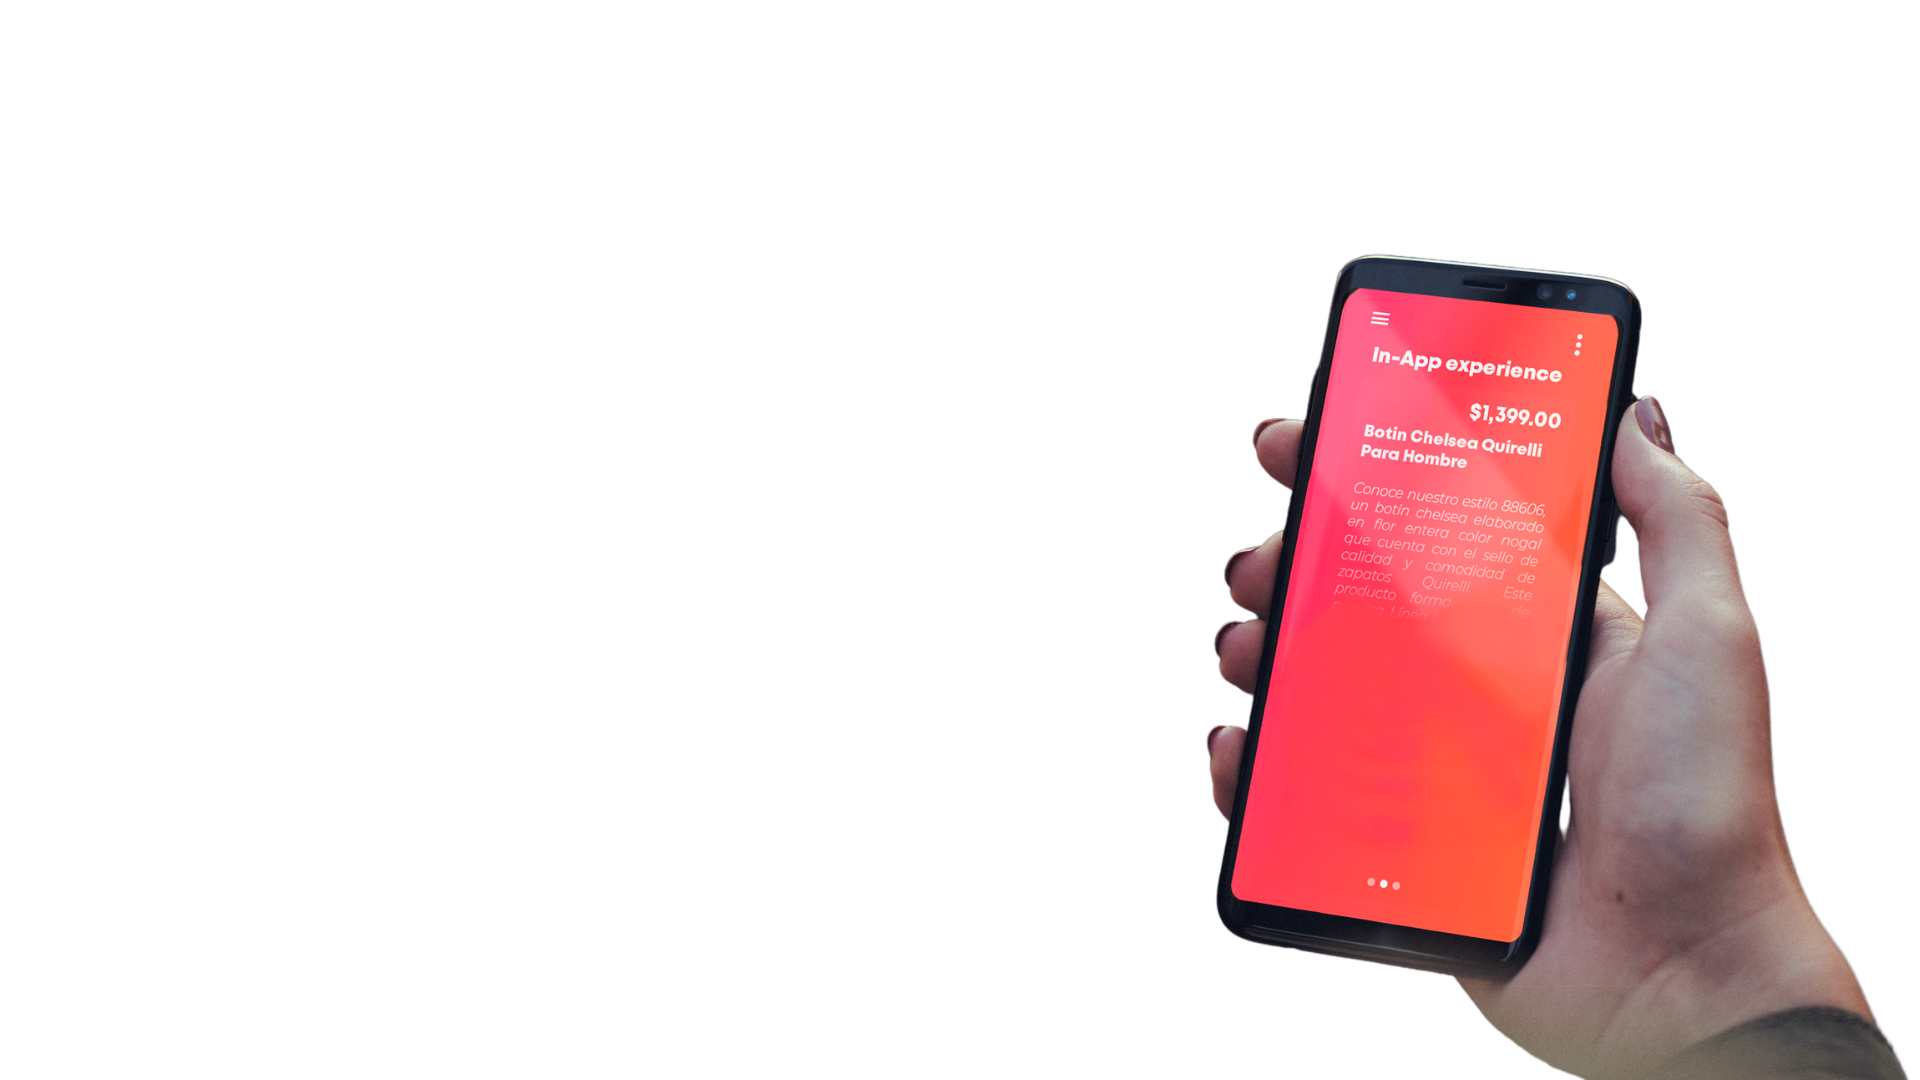 In-App experience
$1,399.00
Botin Chelsea Quirelli
Para Hombre
Conoce nuestro estilo 88606,
un botín chelsea elaborado
en flor entera color nogal
que cuenta con el sello de
calidad y comodidad de
zapatos Quirelli. Este
producto forma de
Línea